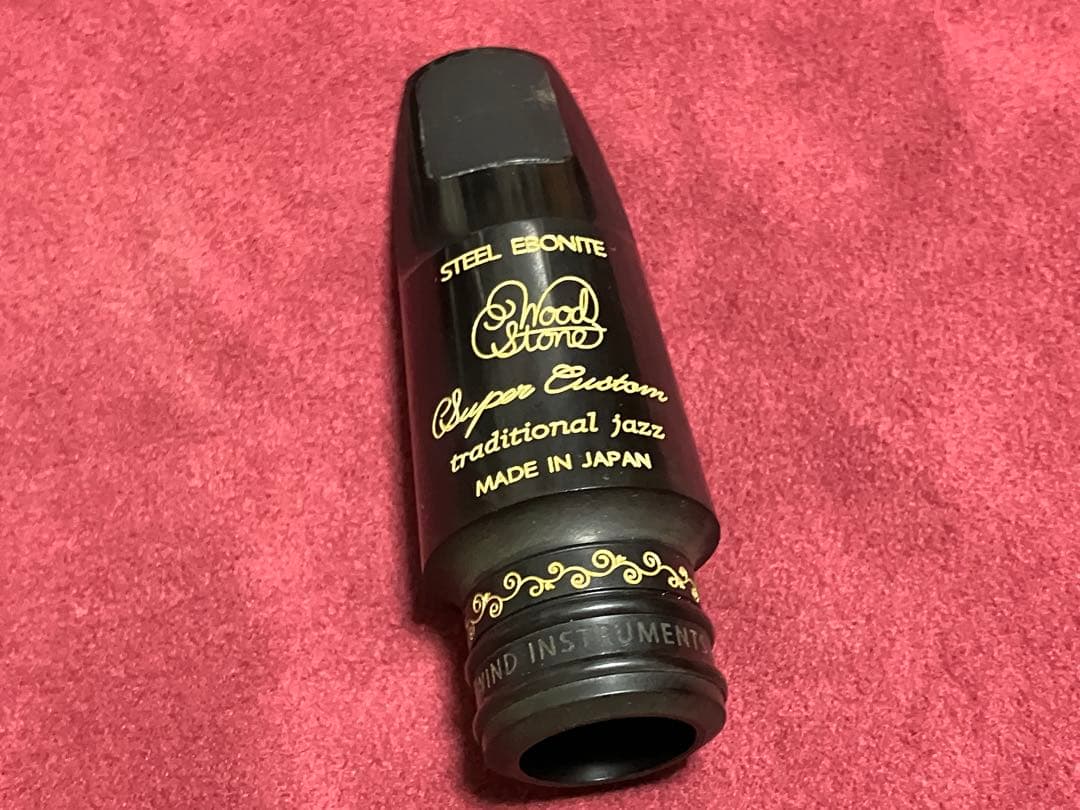 STEEL EBONITE
Wood
Stone
Super Custom
traditional jazz
MADE IN JAPAN
WIND INSTRUMENTS